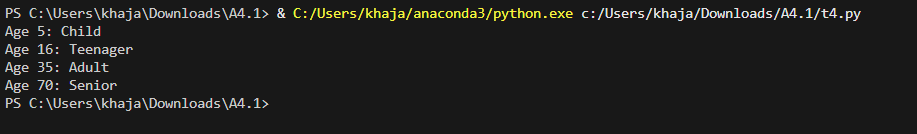 PS C:\Users\khaja\Downloads\A4.1> & C:/Users/khaja/anaconda3/python.exe c:/Users/khaja/Downloads/A4.1/t4.py
Age 5: Child
Age 16: Teenager
Age 35: Adult
Age 70: Senior
PS C:\Users\khaja\Downloads\A4.1>